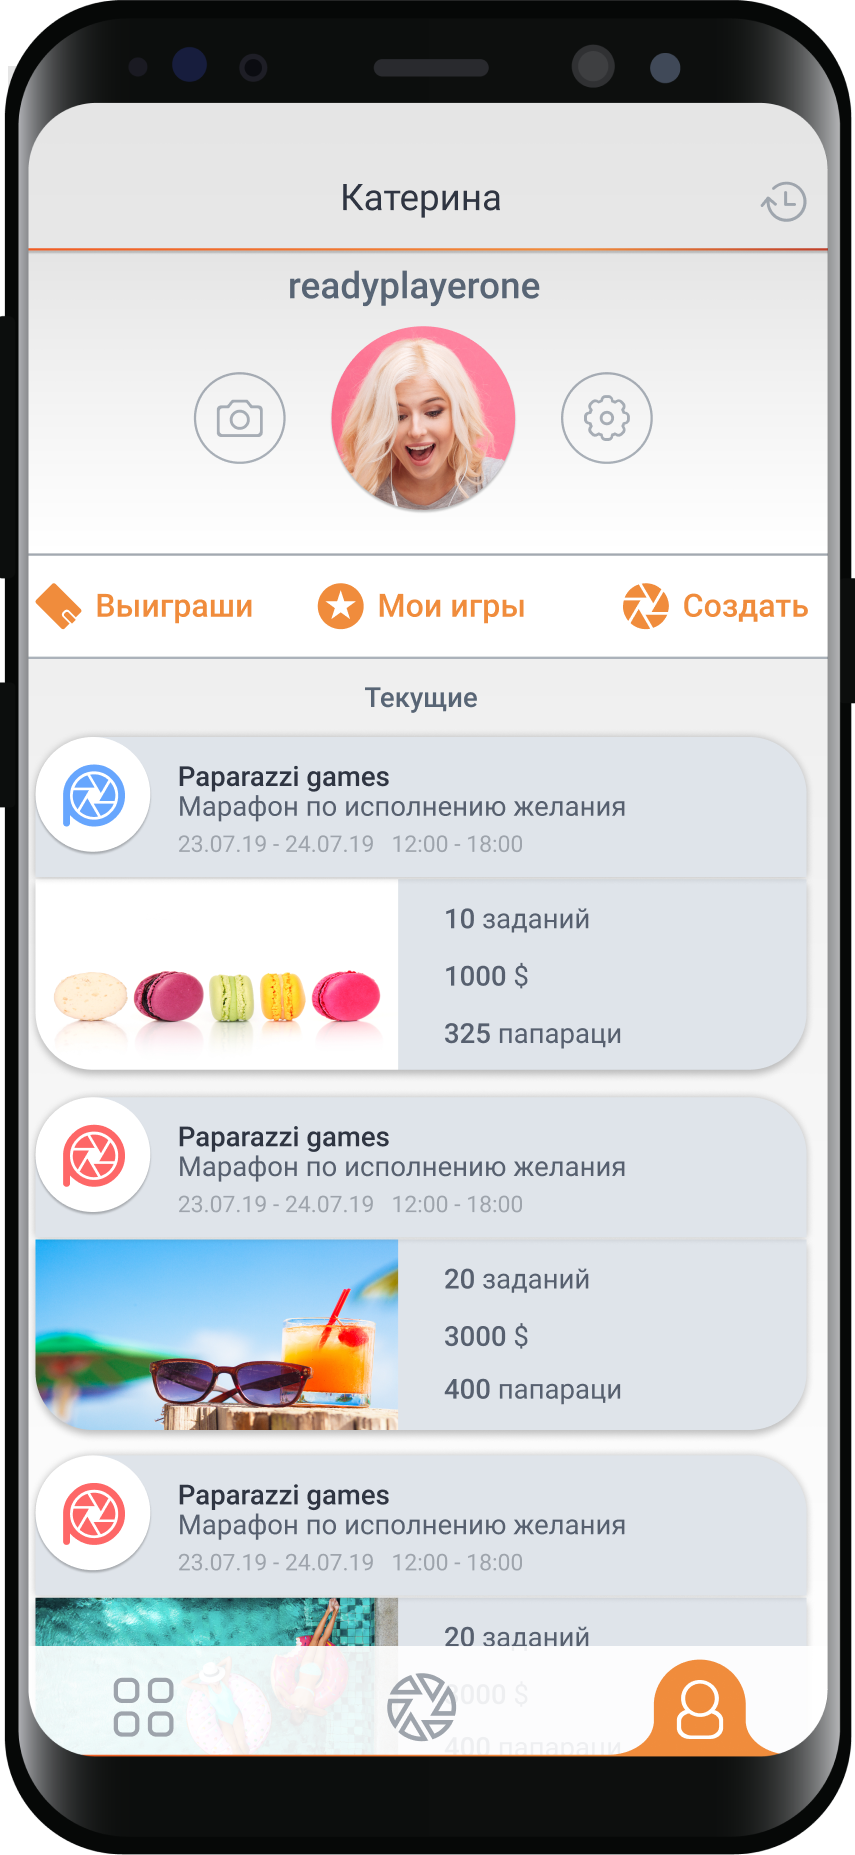 Катерина
readyplayerone
Выиграши
Мои игры
Создать
Текущие
Paparazzi games
Марафон по исполнению желания
23.07.19 - 24.07.19 12:00 - 18:00
10 заданий
1000 $
325 папараци
Paparazzi games
Марафон по исполнению желания
23.07.19 - 24.07.19 12:00 - 18:00
20 заданий
3000 $
400 папараци
Paparazzi games
Марафон по исполнению желания
23.07.19 - 24.07.19 12:00 - 18:00
20 заданий
000 $
400 папараци